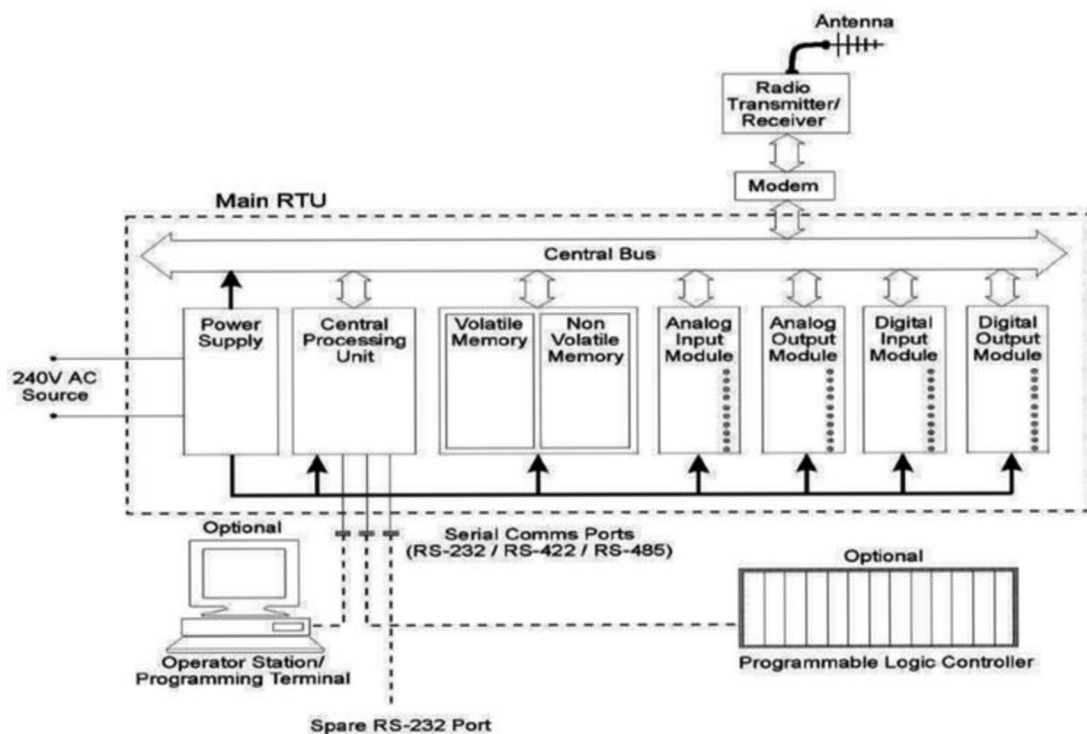 Antenna
Radio
Transmitter/
Receiver
Modem
Main RTU
Central Bus
Power
Supply
Central
Processing
Unit
Volatile
Memory
Non
Volatile
Memory
Analog
Input
Module
Analog
Output
Module
Digital
Input
Module
Digital
Output
Module
240V AC
Source
Optional
Serial Comms Ports
(RS-232 / RS-422 / RS-485)
Optional
Operator Station/
Programming Terminal
Programmable Logic Controller
Spare RS-232 Port